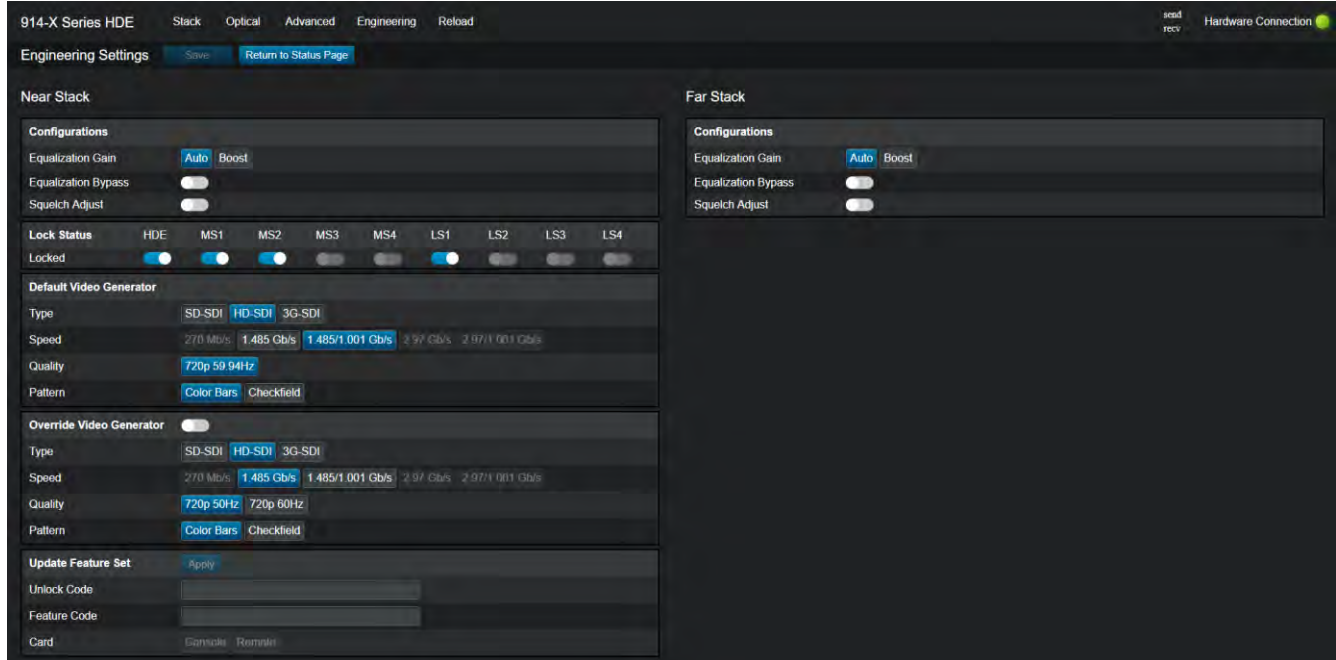 914-X Series HDE Stack Optical Advanced Engineering Reload send recv Hardware Connection
Engineering Settings Save Return to Status Page
Near Stack
Configurations
Equalization Gain Auto Boost
Equalization Bypass
Squelch Adjust
Lock Status HDE MS1 MS2 MS3 MS4 LS1 LS2 LS3 LS4
Locked
Default Video Generator
Type SD-SDI HD-SDI 3G-SDI
Speed 270 Mb/s 1.485 Gb/s 1.485/1.001 Gb/s 2.97 Gb/s 2.97/1.001 Gb/s
Quality 720p 59.94Hz
Pattern Color Bars Checkfield
Override Video Generator
Type SD-SDI HD-SDI 3G-SDI
Speed 270 Mb/s 1.485 Gb/s 1.485/1.001 Gb/s 2.97 Gb/s 2.97/1.001 Gb/s
Quality 720p 50Hz 720p 60Hz
Pattern Color Bars Checkfield
Update Feature Set Apply
Unlock Code
Feature Code
Card Console Remote
Far Stack
Configurations
Equalization Gain Auto Boost
Equalization Bypass
Squelch Adjust